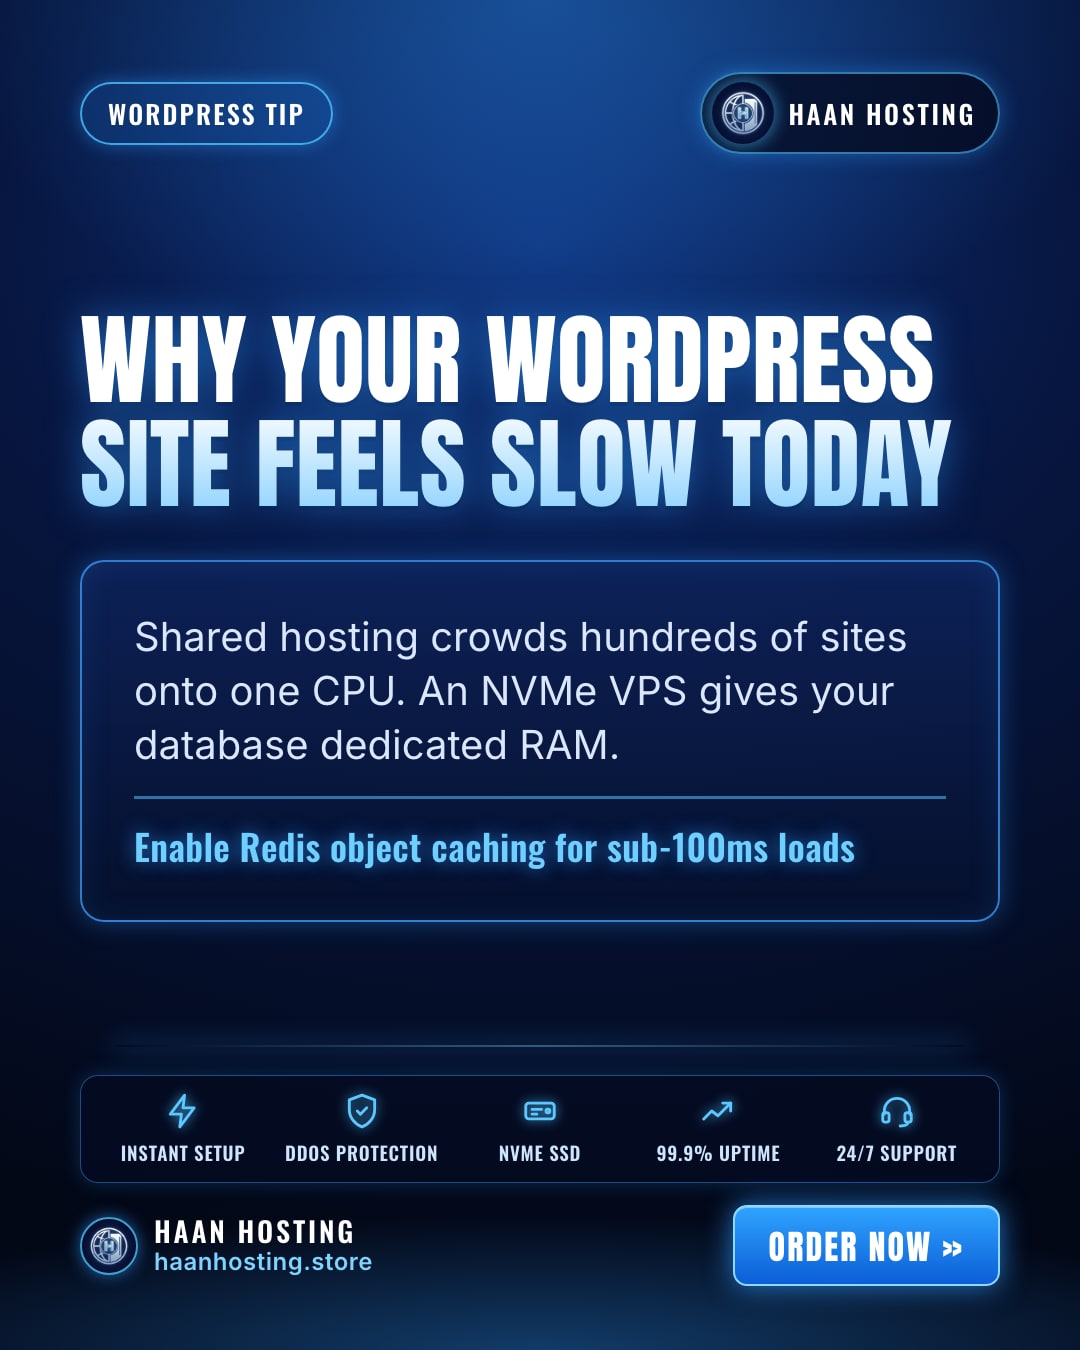 WORDPRESS TIP
HAAN HOSTING
WHY YOUR WORDPRESS
SITE FEELS SLOW TODAY
Shared hosting crowds hundreds of sites
onto one CPU. An NVMe VPS gives your
database dedicated RAM.
Enable Redis object caching for sub-100ms loads
INSTANT SETUP
DDOS PROTECTION
NVME SSD
99.9% UPTIME
24/7 SUPPORT
HAAN HOSTING
haanhosting.store
ORDER NOW »